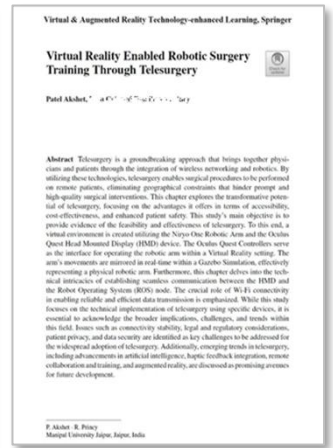 Virtual & Augmented Reality Technology-enhanced Learning, Springer
Virtual Reality Enabled Robotic Surgery
Training Through Telesurgery
Patel Akshet,
Abstract Telesurgery is a groundbreaking approach that brings together physi-
cians and patients through the integration of wireless networking and robotics. By
utilizing these technologies, telesurgery enables surgical procedures to be performed
on remote patients, eliminating geographical constraints that hinder prompt and
high-quality surgical interventions. This chapter explores the transformative poten-
tial of telesurgery, focusing on the advantages it offers in terms of accessibility,
cost-effectiveness, and enhanced patient safety. This study's main objective is to
provide evidence of the feasibility and effectiveness of telesurgery. To this end, a
virtual environment is created utilizing the Niryo One Robotic Arm and the Oculus
Quest Head Mounted Display (HMD) device. The Oculus Quest Controllers serve
as the interface for operating the robotic arm within a Virtual Reality setting. The
arm's movements are mirrored in real-time within a Gazebo Simulation, effectively
representing a physical robotic arm. Furthermore, this chapter delves into the tech-
nical intricacies of establishing seamless communication between the HMD and
the Robot Operating System (ROS) node. The crucial role of Wi-Fi connectivity
in enabling reliable and efficient data transmission is emphasized. While this study
focuses on the technical implementation of telesurgery using specific devices, it is
essential to acknowledge the broader implications, challenges, and trends within
this field. Issues such as connectivity stability, legal and regulatory considerations,
patient privacy, and data security are identified as key challenges to be addressed for
the widespread adoption of telesurgery. Additionally, emerging trends in telesurgery,
including advancements in artificial intelligence, haptic feedback integration, remote
collaboration and training, and augmented reality, are discussed as promising avenues
for future development.
P. Akshet · R. Priacy
Manipal University Jaipur, Jaipur, India